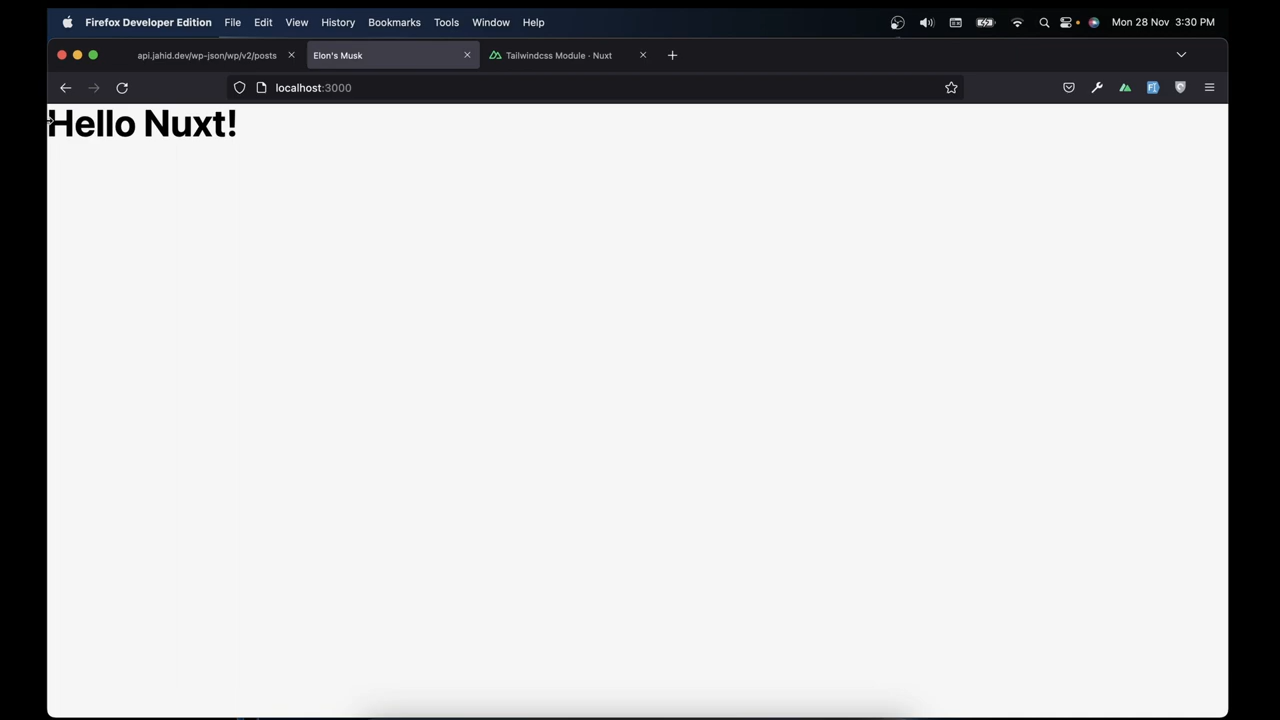 Firefox Developer Edition File Edit View History Bookmarks Tools Window Help Mon 28 Nov 3:30 PM
api.jahid.dev/wp-json/wp/v2/posts Elon's Musk Tailwindcss Module · Nuxt
localhost:3000
Hello Nuxt!